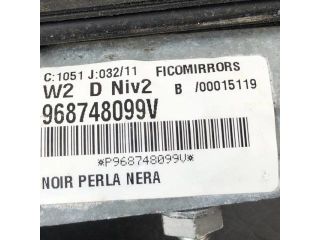 C:1051 J:032/11 FICOMIRRORS
W2 D Niv2 B /00015119
968748099V
*P968748099V*
NOIR PERLA NERA